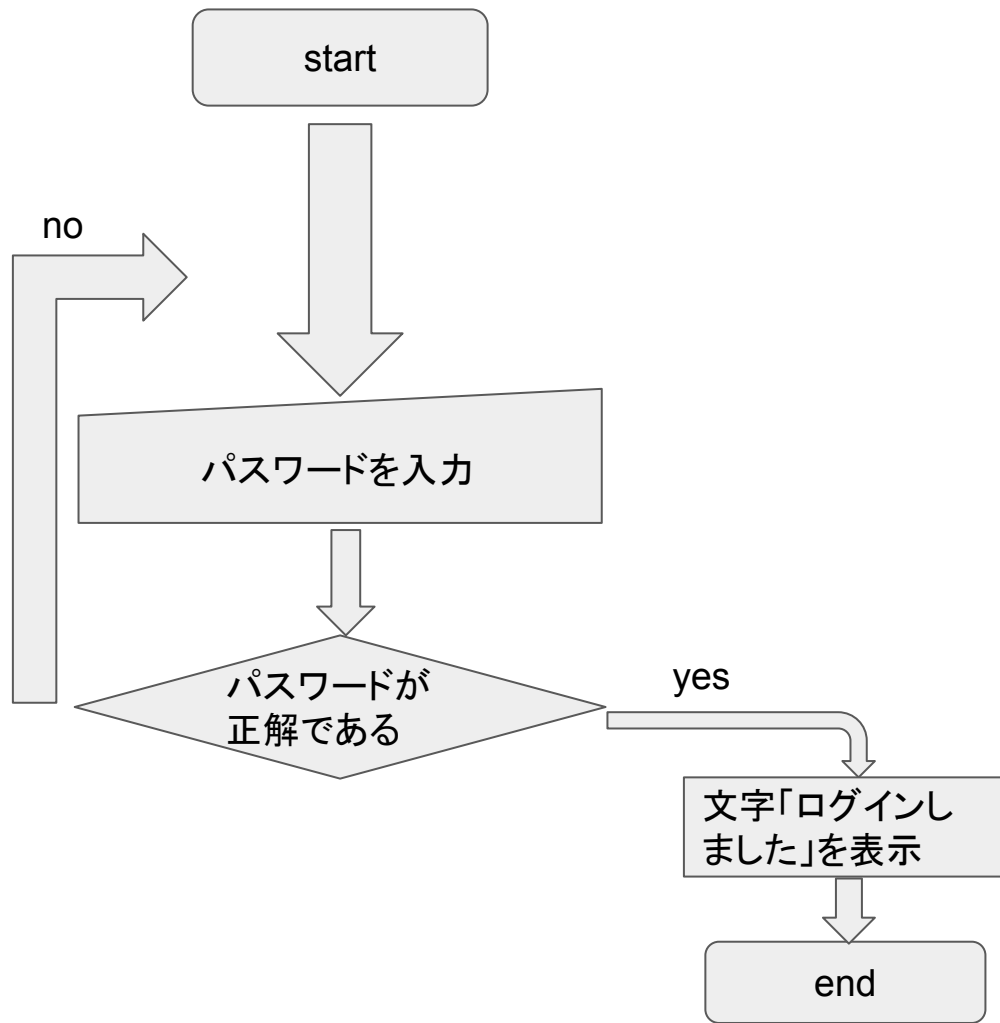 start
no
パスワードを入力
パスワードが
正解である
yes
文字「ログインし
ました」を表示
end